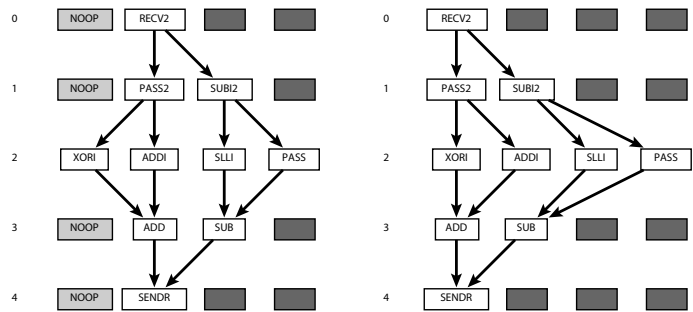 0 NOOP RECV2
1 NOOP PASS2 SUBI2
2 XORI ADDI SLLI PASS
3 NOOP ADD SUB
4 NOOP SENDR
0 RECV2
1 PASS2 SUBI2
2 XORI ADDI SLLI PASS
3 ADD SUB
4 SENDR